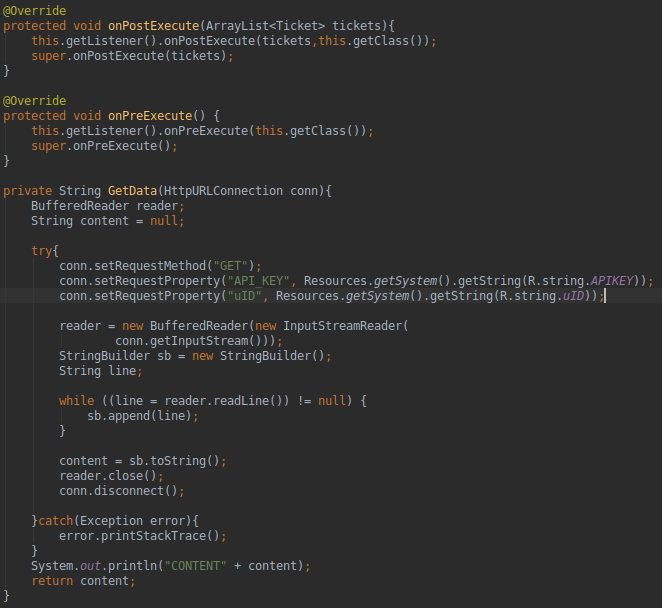 @Override
protected void onPostExecute(ArrayList<Ticket> tickets){
    this.getListener().onPostExecute(tickets,this.getClass());
    super.onPostExecute(tickets);
}

@Override
protected void onPreExecute() {
    this.getListener().onPreExecute(this.getClass());
    super.onPreExecute();
}

private String GetData(HttpURLConnection conn){
    BufferedReader reader;
    String content = null;

    try{
        conn.setRequestMethod("GET");
        conn.setRequestProperty("API_KEY", Resources.getSystem().getString(R.string.APIKEY));
        conn.setRequestProperty("uID", Resources.getSystem().getString(R.string.uID));

        reader = new BufferedReader(new InputStreamReader(
                conn.getInputStream()));
        StringBuilder sb = new StringBuilder();
        String line;

        while ((line = reader.readLine()) != null) {
            sb.append(line);
        }

        content = sb.toString();
        reader.close();
        conn.disconnect();

    }catch(Exception error){
        error.printStackTrace();
    }
    System.out.println("CONTENT" + content);
    return content;
}